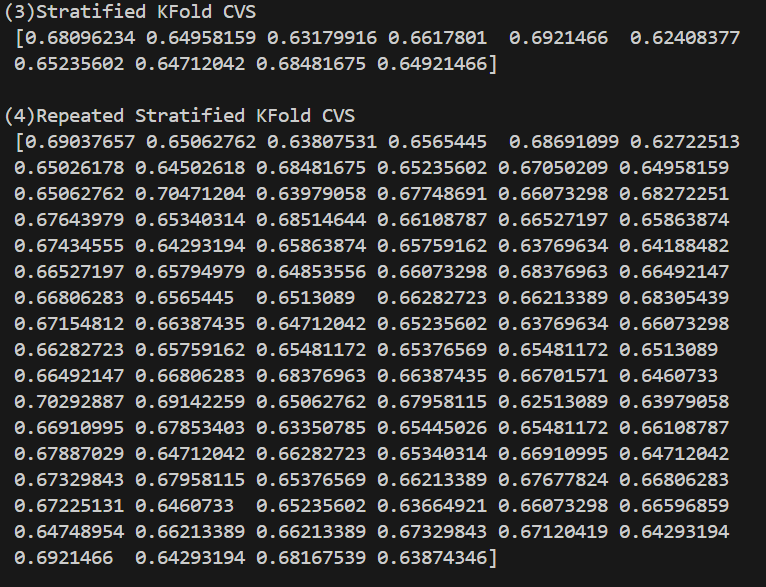 (3)Stratified KFold CVS
[0.68096234 0.64958159 0.63179916 0.6617801  0.6921466  0.62408377
0.65235602 0.64712042 0.68481675 0.64921466]
(4)Repeated Stratified KFold CVS
[0.69037657 0.65062762 0.63807531 0.6565445  0.68691099 0.62722513
0.65026178 0.64502618 0.68481675 0.65235602 0.67050209 0.64958159
0.65062762 0.70471204 0.63979058 0.67748691 0.66073298 0.68272251
0.67643979 0.65340314 0.68514644 0.66108787 0.66527197 0.65863874
0.67434555 0.64293194 0.65863874 0.65759162 0.63769634 0.64188482
0.66527197 0.65794979 0.64853556 0.66073298 0.68376963 0.66492147
0.66806283 0.6565445  0.6513089  0.66282723 0.66213389 0.68305439
0.67154812 0.66387435 0.64712042 0.65235602 0.63769634 0.66073298
0.66282723 0.65759162 0.65481172 0.65376569 0.65481172 0.6513089
0.66492147 0.66806283 0.68376963 0.66387435 0.66701571 0.6460733
0.70292887 0.69142259 0.65062762 0.67958115 0.62513089 0.63979058
0.66910995 0.67853403 0.63350785 0.65445026 0.65481172 0.66108787
0.67887029 0.64712042 0.66282723 0.65340314 0.66910995 0.64712042
0.67329843 0.67958115 0.65376569 0.66213389 0.67677824 0.66806283
0.67225131 0.6460733  0.65235602 0.63664921 0.66073298 0.66596859
0.64748954 0.66213389 0.66213389 0.67329843 0.67120419 0.64293194
0.6921466  0.64293194 0.68167539 0.63874346]